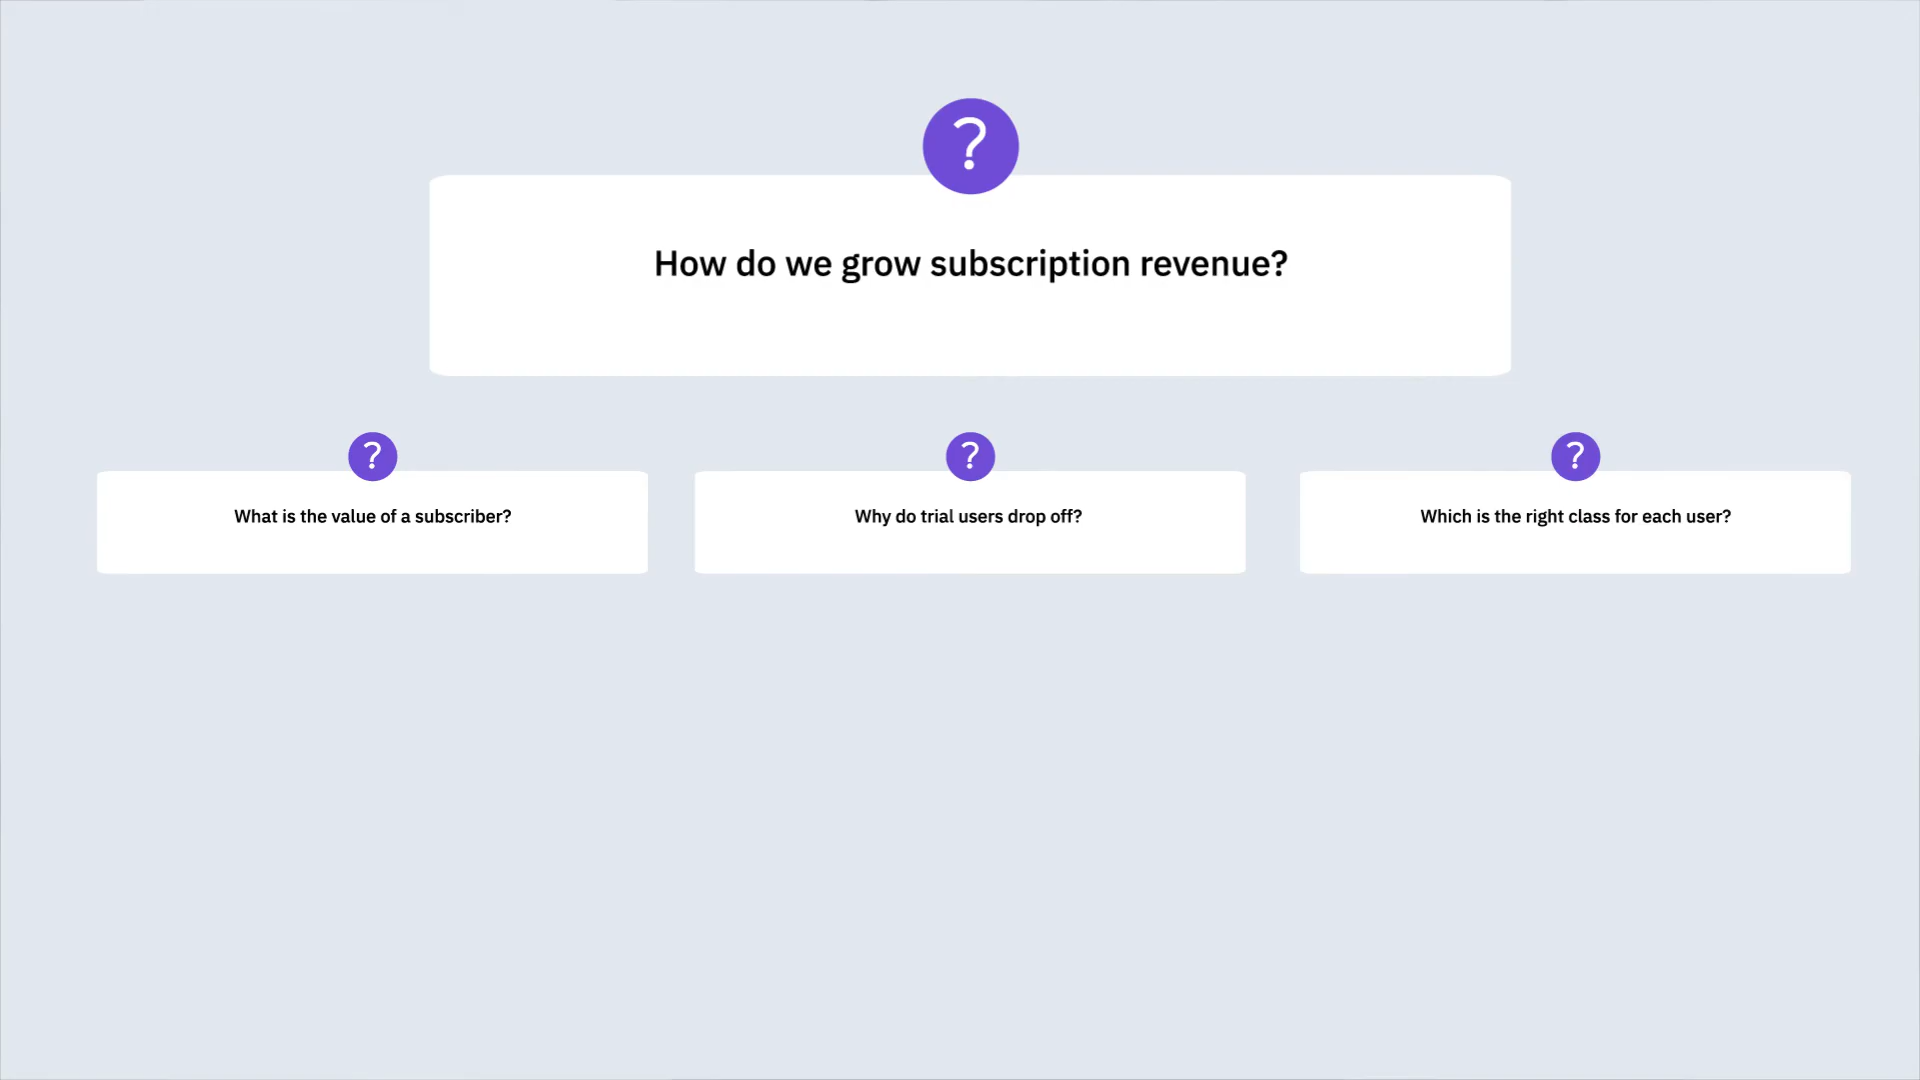 ?
How do we grow subscription revenue?
? ? ?
What is the value of a subscriber?
Why do trial users drop off?
Which is the right class for each user?